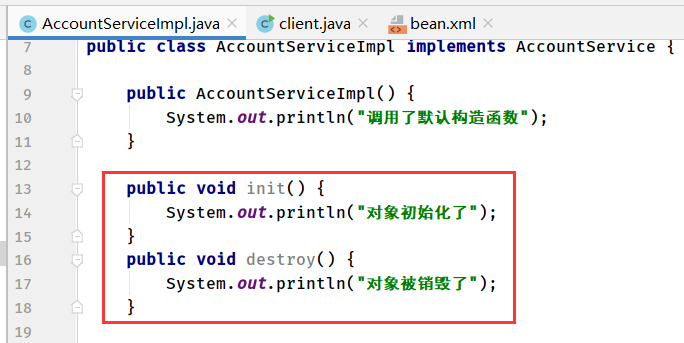 AccountServiceImpl.java × client.java × bean.xml ×
7 public class AccountServiceImpl implements AccountService {
8
9 public AccountServiceImpl() {
10 System.out.println("调用了默认构造函数");
11 }
12
13 public void init() {
14 System.out.println("对象初始化了");
15 }
16 public void destroy() {
17 System.out.println("对象被销毁了");
18 }
19